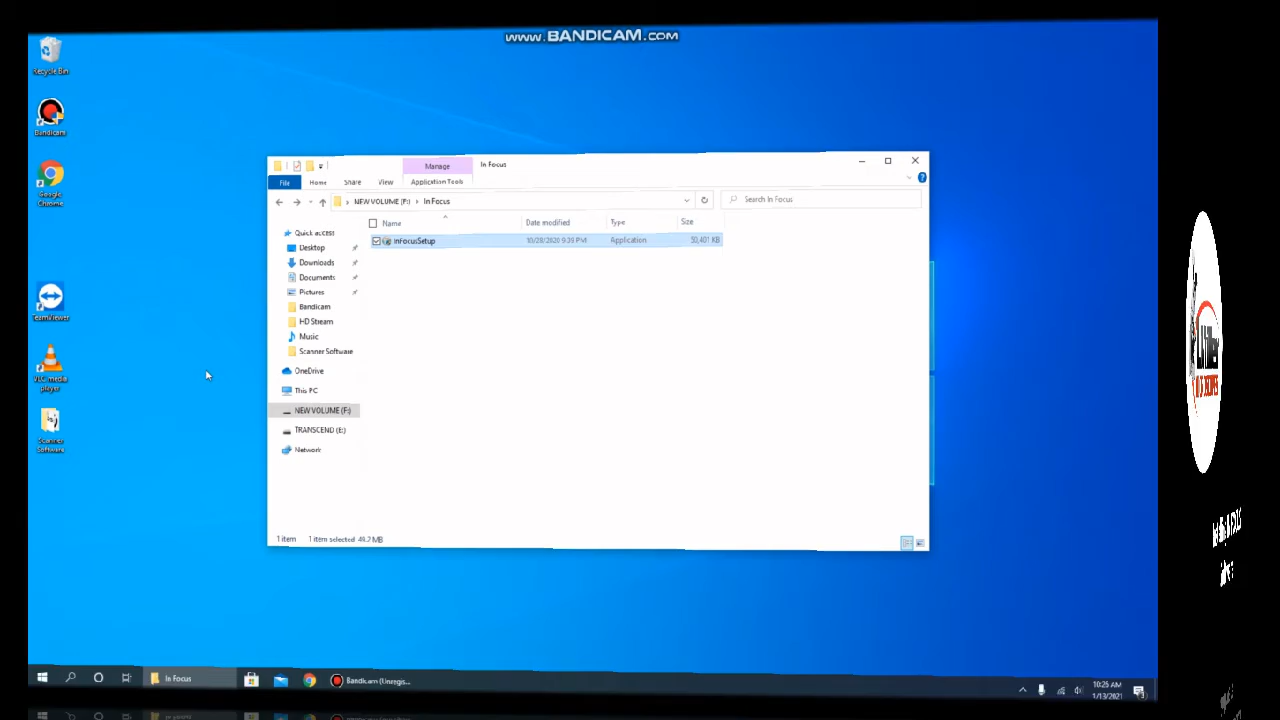 WWW.BANDICAM.COM
Recycle Bin
Bandicam
Google
Chrome
TeamViewer
VLC media
player
Scanner
Software
Manage
In Focus
File
Home
Share
View
Application Tools
NEW VOLUME (F:)
In Focus
Search In Focus
Name
Date modified
Type
Size
InFocusSetup
10/28/2020 9:39 PM
Application
50,401 KB
Quick access
Desktop
Downloads
Documents
Pictures
Bandicam
HD Stream
Music
Scanner Software
OneDrive
This PC
NEW VOLUME (F:)
TRANSCEND (E:)
Network
1 item
1 item selected 49.2 MB
In Focus
Bandicam (Unregis...
10:25 AM
1/13/2021